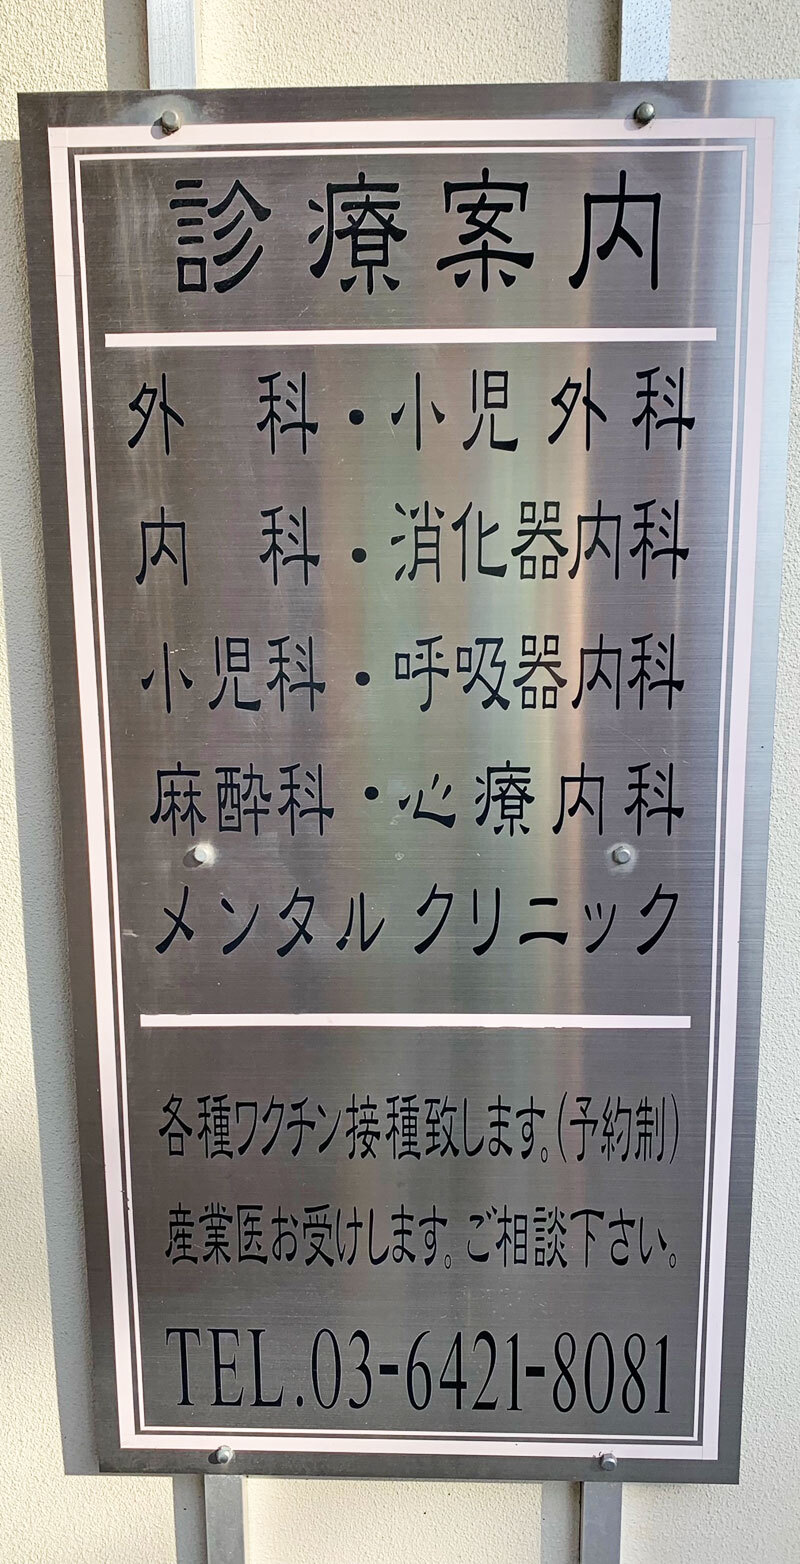 診療案内
外科・小児外科
内科・消化器内科
小児科・呼吸器内科
麻酔科・心療内科
メンタルクリニック
各種ワクチン接種致します。(予約制)
産業医お受けします。ご相談下さい。
TEL.03-6421-8081